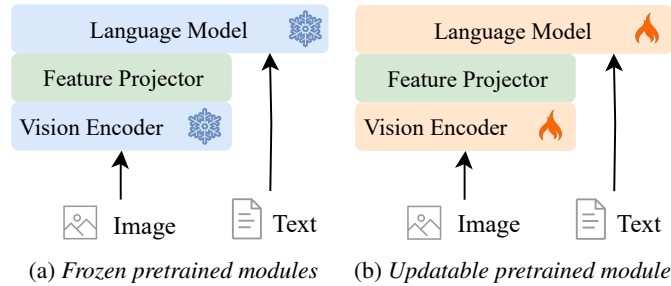 Language Model
Feature Projector
Vision Encoder
Image
Text
(a) Frozen pretrained modules
Language Model
Feature Projector
Vision Encoder
Image
Text
(b) Updatable pretrained module